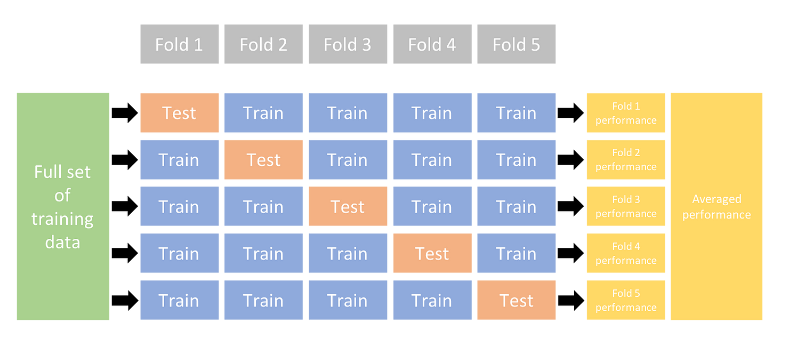 Fold 1 Fold 2 Fold 3 Fold 4 Fold 5
Full set
of
training
data
Test Train Train Train Train
Train Test Train Train Train
Train Train Test Train Train
Train Train Train Test Train
Train Train Train Train Test
Fold 1
performance
Fold 2
performance
Fold 3
performance
Fold 4
performance
Fold 5
performance
Averaged
performance